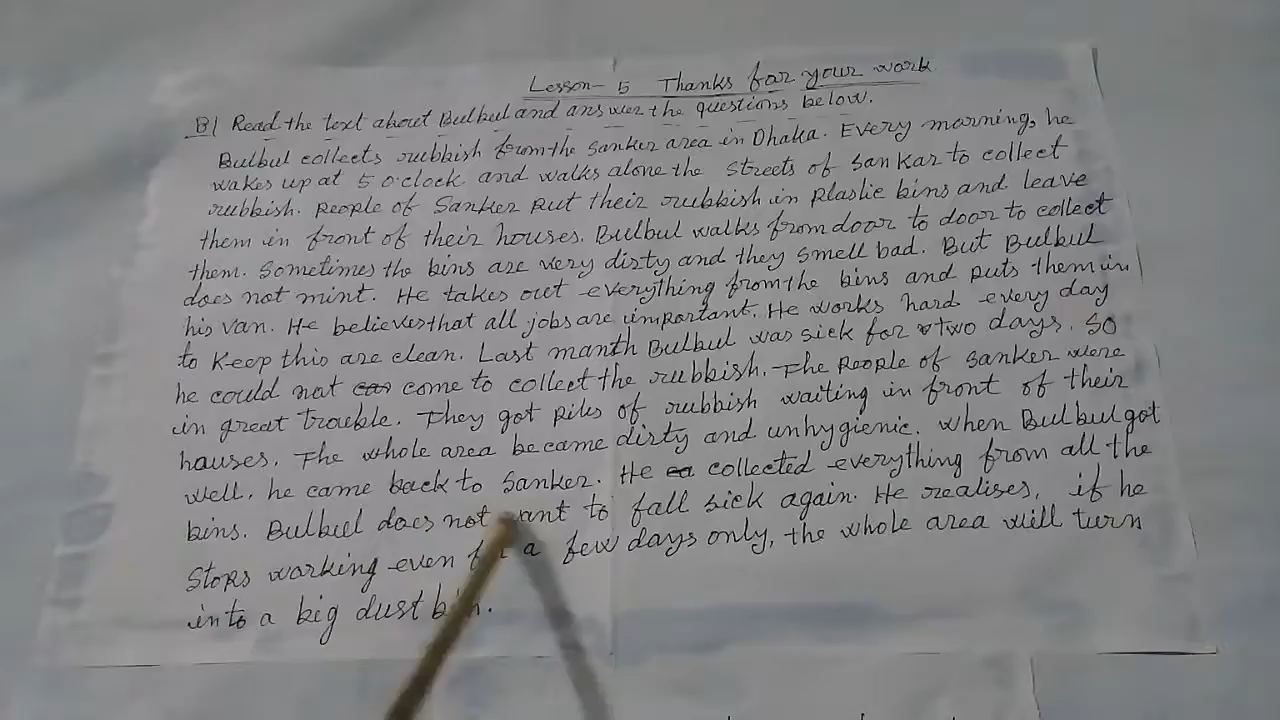 Lesson- 5 Thanks for your work
B1 Read the text about Bulbul and answer the questions below.
Bulbul collects rubbish from the Sanker area in Dhaka. Every morning, he
wakes up at 5 o'clock and walks alone the streets of Sankar to collect
rubbish. People of Sanker put their rubbish in plastic bins and leave
them in front of their houses. Bulbul walks from door to door to collect
them. Sometimes the bins are very dirty and they smell bad. But Bulbul
does not mint. He takes out everything from the bins and puts them in
his van. He believes that all jobs are important. He works hard every day
to keep this are clean. Last manth Bulbul was sick for two days. So
he could not come to collect the rubbish. The People of Sanker were
in great trouble. They got piles of rubbish waiting in front of their
houses. The whole area became dirty and unhygienic. When Bulbul got
well, he came back to Sanker. He collected everything from all the
bins. Bulbul does not want to fall sick again. He realises, if he
stops working even a few days only, the whole area will turn
into a big dust bin.